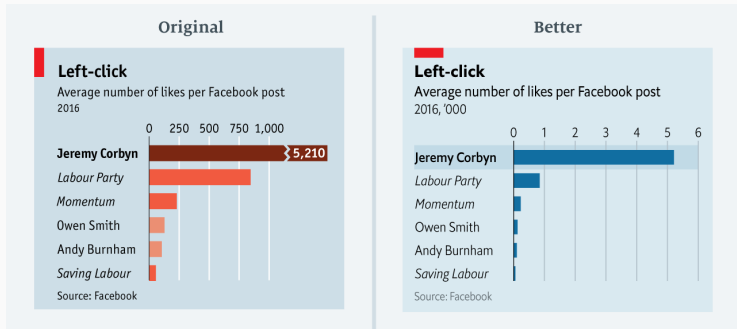 Original
Left-click
Average number of likes per Facebook post
2016
0 250 500 750 1,000
Jeremy Corbyn 5,210
Labour Party
Momentum
Owen Smith
Andy Burnham
Saving Labour
Source: Facebook
Better
Left-click
Average number of likes per Facebook post
2016, '000
0 1 2 3 4 5 6
Jeremy Corbyn
Labour Party
Momentum
Owen Smith
Andy Burnham
Saving Labour
Source: Facebook